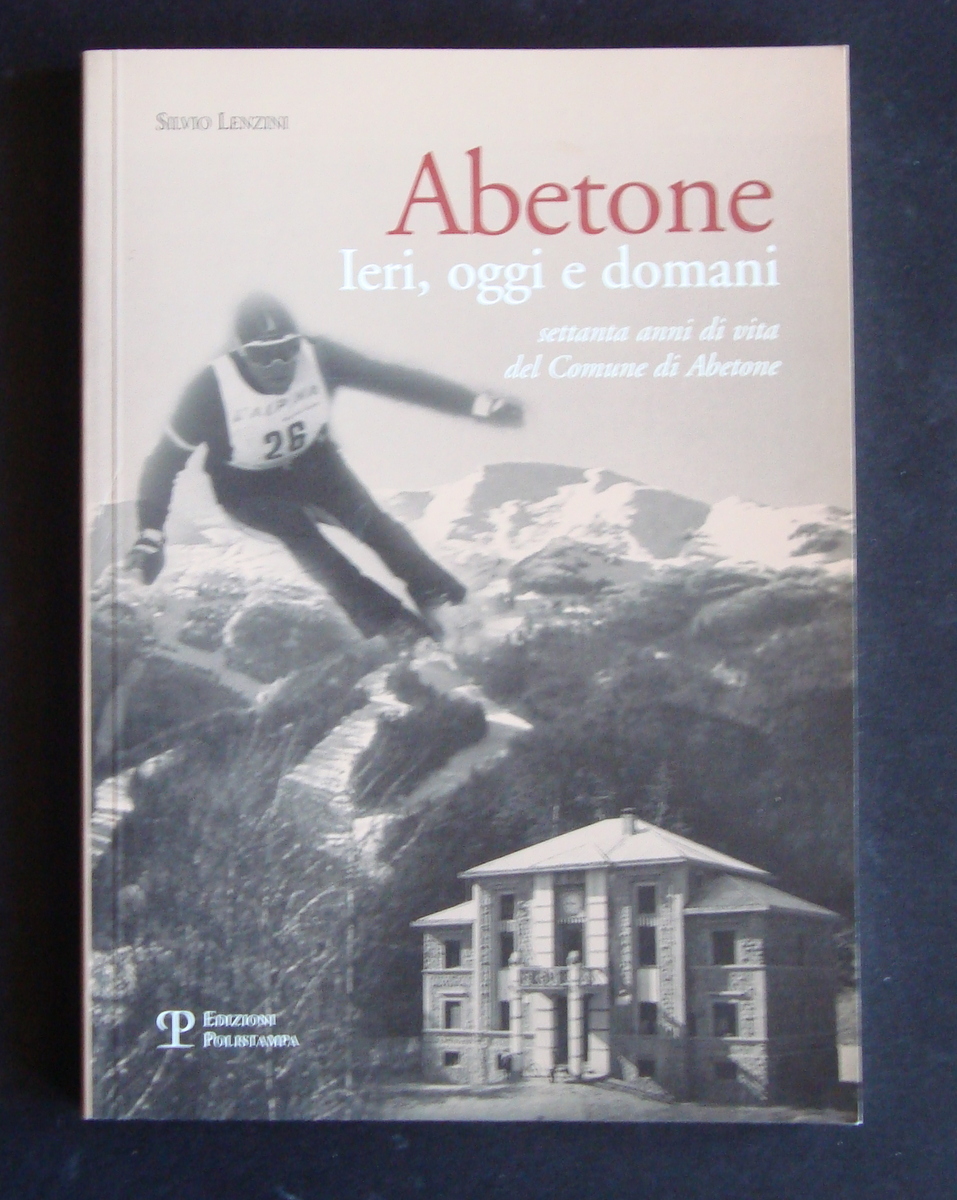 Silvio Lenzini
Abetone
Ieri, oggi e domani
settanta anni di vita
del Comune di Abetone
26
Edizioni
Polistampa